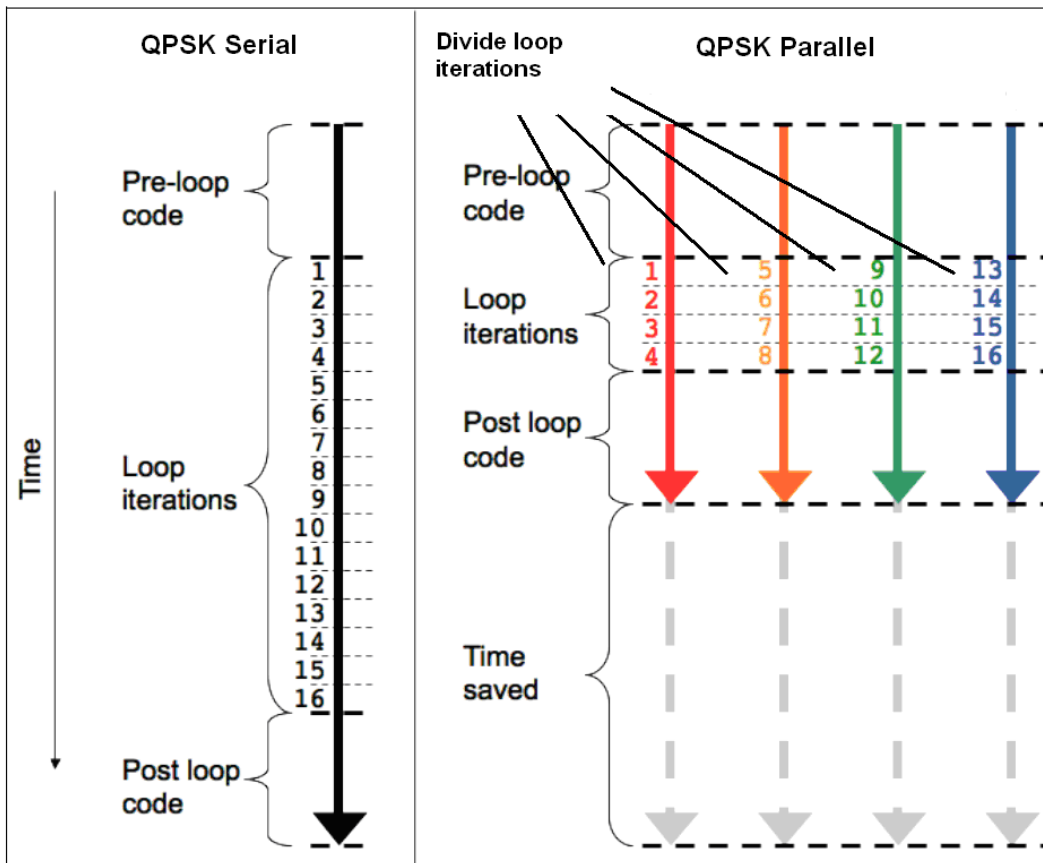 QPSK Serial
Time
Pre-loop
code
1
2
3
4
5
6
7
8
9
10
11
12
13
14
15
16
Loop
iterations
Post loop
code
Divide loop
iterations
QPSK Parallel
Pre-loop
code
Loop
iterations
1 5 9 13
2 6 10 14
3 7 11 15
4 8 12 16
Post loop
code
Time
saved